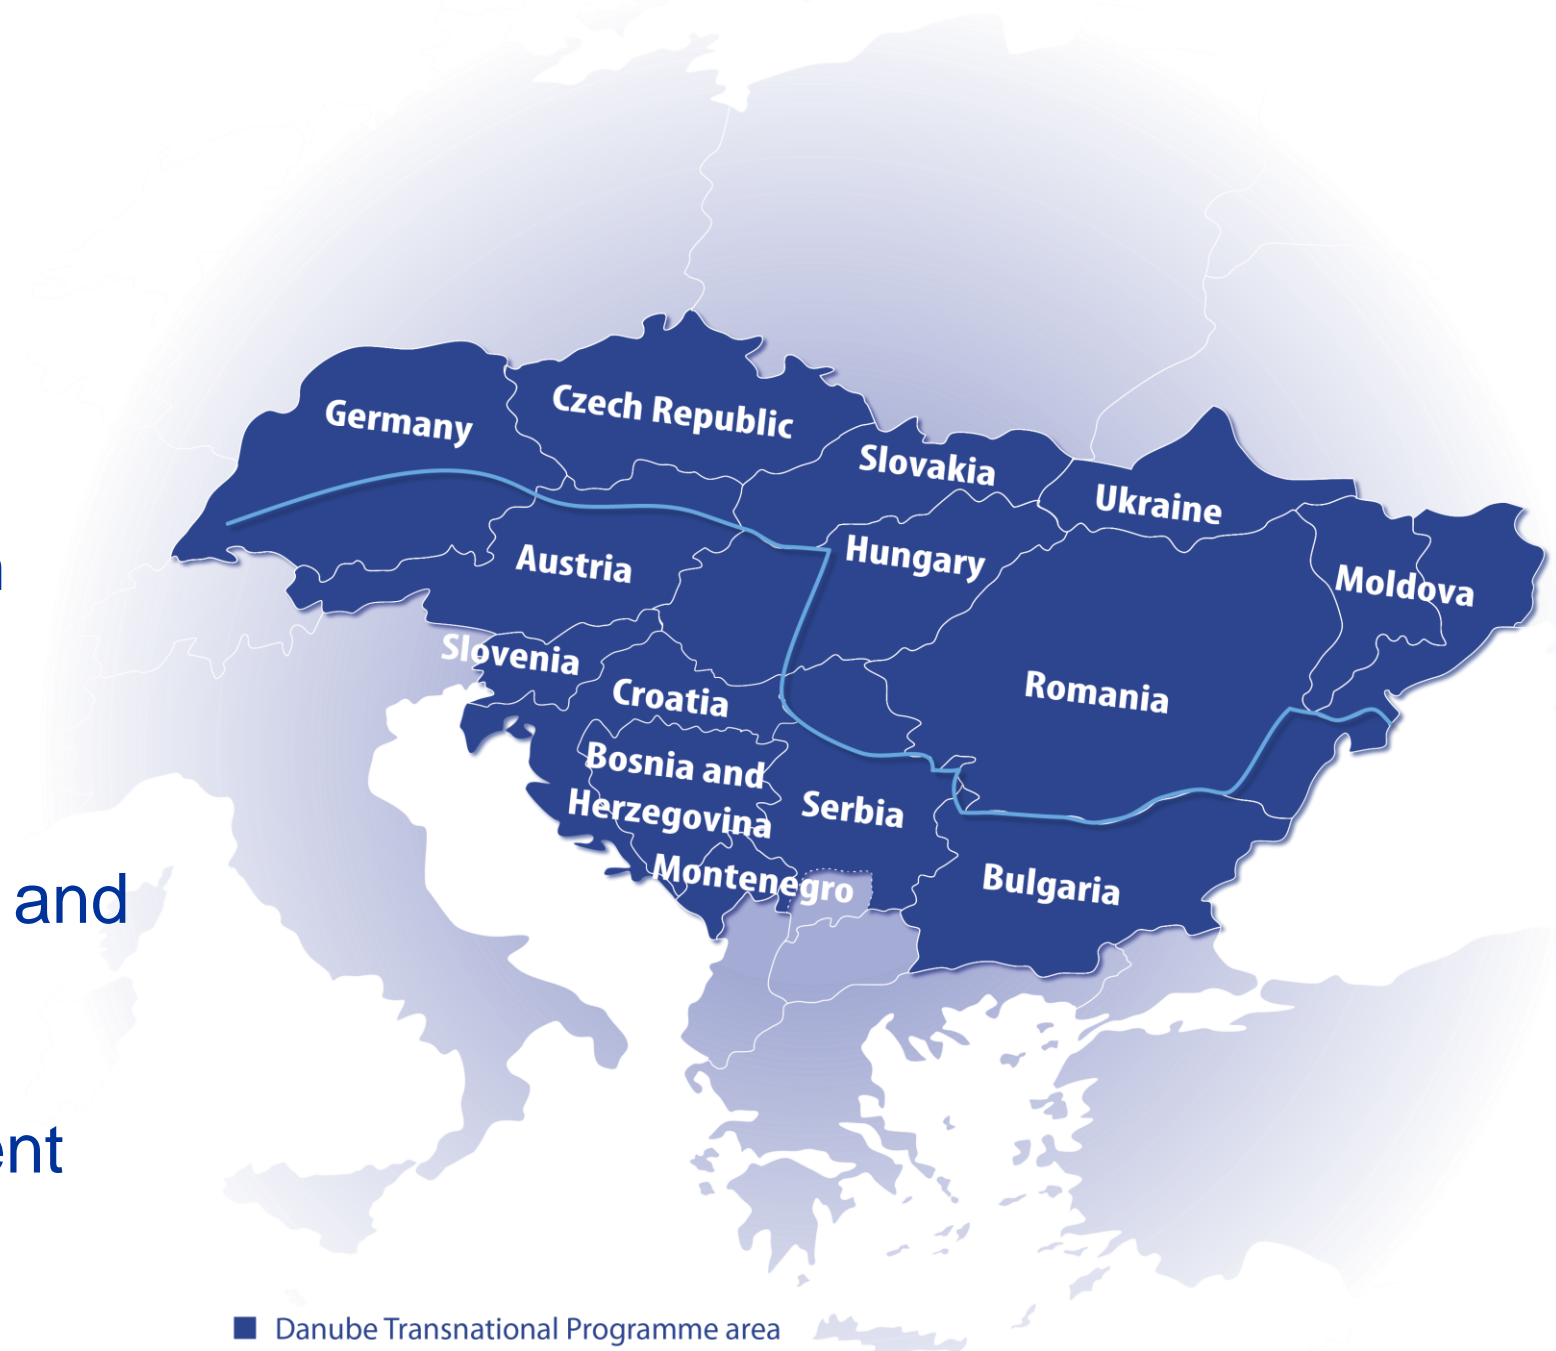 Germany
Czech Republic
Slovakia
Ukraine
Hungary
Austria
Moldova
Slovenia
Croatia
Romania
Bosnia and
Herzegovina
Serbia
Montenegro
Bulgaria
and
ent
Danube Transnational Programme area